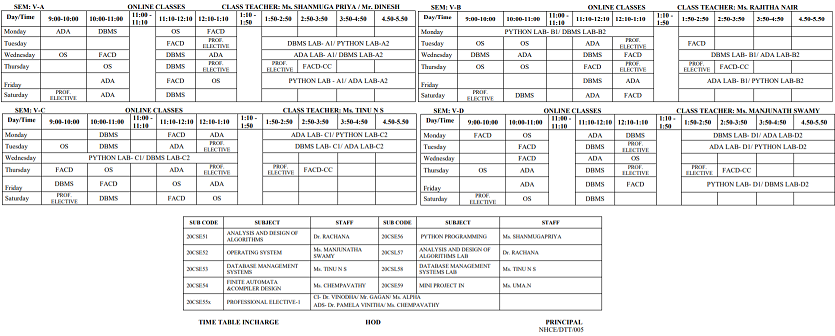 SEM: V-A ONLINE CLASSES CLASS TEACHER: Ms. SHANMUGA PRIYA / Mr. DINESH
Day/Time 9:00-10:00 10:00-11:00 11:00 - 11:10 11:10-12:10 12:10-1:10 1:10 - 1:50 1:50-2:50 2:50-3:50 3:50-4:50 4.50-5.50
Monday ADA DBMS OS FACD
Tuesday FACD PROF. ELECTIVE DBMS LAB- A1/ PYTHON LAB-A2
Wednesday OS FACD DBMS ADA ADA LAB- A1/ DBMS LAB-A2
Thursday OS DBMS ADA PROF. ELECTIVE FACD-CC
Friday ADA FACD OS PYTHON LAB - A1/ ADA LAB-A2
Saturday PROF. ELECTIVE ADA DBMS
SEM: V-B ONLINE CLASSES CLASS TEACHER: Ms. RAJITHA NAIR
Day/Time 9:00-10:00 10:00-11:00 11:00 - 11:10 11:10-12:10 12:10-1:10 1:10 - 1:50 1:50-2:50 2:50-3:50 3:50-4:50 4.50-5.50
Monday PYTHON LAB- B1/ DBMS LAB-B2
Tuesday OS OS ADA PROF. ELECTIVE FACD
Wednesday DBMS OS ADA FACD DBMS LAB- B1/ ADA LAB-B2
Thursday OS OS FACD DBMS PROF. ELECTIVE FACD-CC
Friday DBMS ADA ADA LAB- B1/ PYTHON LAB-B2
Saturday PROF. ELECTIVE FACD ADA DBMS
SEM: V-C ONLINE CLASSES CLASS TEACHER: Ms. TINU N S
Day/Time 9:00-10:00 10:00-11:00 11:00 - 11:10 11:10-12:10 12:10-1:10 1:10 - 1:50 1:50-2:50 2:50-3:50 3:50-4:50 4.50-5.50
Monday DBMS FACD ADA ADA LAB- C1/ PYTHON LAB-C2
Tuesday OS DBMS ADA PROF. ELECTIVE DBMS LAB- C1/ ADA LAB-C2
Wednesday PYTHON LAB- C1/ DBMS LAB-C2
Thursday FACD OS OS ADA PROF. ELECTIVE FACD-CC
Friday DBMS FACD OS ADA
Saturday PROF. ELECTIVE DBMS FACD OS
SEM: V-D ONLINE CLASSES CLASS TEACHER: Ms. MANJUNATH SWAMY
Day/Time 9:00-10:00 10:00-11:00 11:00 - 11:10 11:10-12:10 12:10-1:10 1:10 - 1:50 1:50-2:50 2:50-3:50 3:50-4:50 4.50-5.50
Monday FACD OS ADA DBMS DBMS LAB- D1/ ADA LAB-D2
Tuesday FACD DBMS PROF. ELECTIVE ADA LAB- D1/ PYTHON LAB-D2
Wednesday FACD ADA OS
Thursday OS ADA DBMS ADA PROF. ELECTIVE FACD-CC
Friday ADA DBMS FACD PYTHON LAB- D1/ DBMS LAB-D2
Saturday PROF. ELECTIVE OS DBMS OS
SUB CODE SUBJECT STAFF SUB CODE SUBJECT STAFF
20CSE51 ANALYSIS AND DESIGN OF ALGORITHMS Dr. RACHANA 20CSE56 PYTHON PROGRAMMING Ms. SHANMUGAPRIYA
20CSE52 OPERATING SYSTEM Ms. MANJUNATHA SWAMY 20CSL57 ANALYSIS AND DESIGN OF ALGORITHMS LAB Dr. RACHANA
20CSE53 DATABASE MANAGEMENT SYSTEMS Ms. TINU N S 20CSL58 DATABASE MANAGEMENT SYSTEMS LAB Ms. TINU N S
20CSE54 FINITE AUTOMATA &COMPILER DESIGN Ms. CHEMPAVATHY 20CSE59 MINI PROJECT IN Ms. UMA.N
20CSE55x PROFESSIONAL ELECTIVE-1 CI- Dr. VINODHA/ Mr. GAGAN/ Ms. ALPHA
ADS- Dr. PAMELA VINITHA/ Ms. CHEMPAVATHY
TIME TABLE INCHARGE HOD PRINCIPAL
NHCE/DTT/005